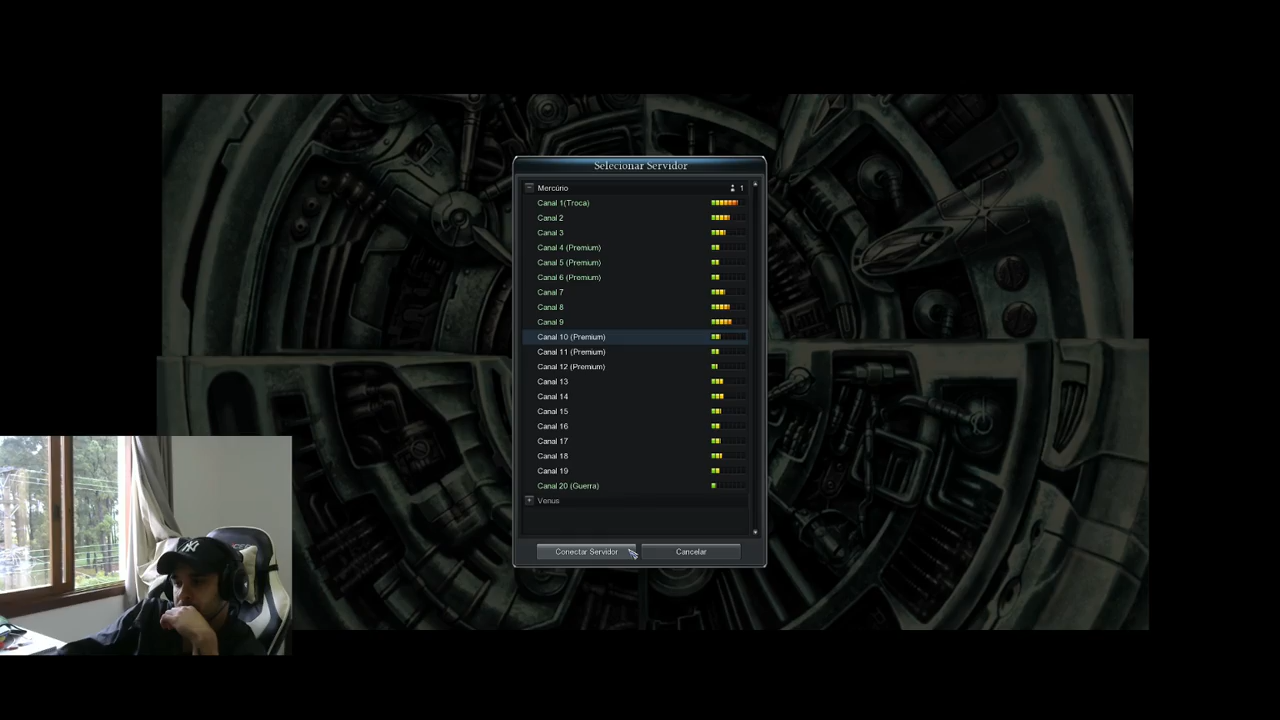 Selecionar Servidor
Mercúrio 1
Canal 1(Troca)
Canal 2
Canal 3
Canal 4 (Premium)
Canal 5 (Premium)
Canal 6 (Premium)
Canal 7
Canal 8
Canal 9
Canal 10 (Premium)
Canal 11 (Premium)
Canal 12 (Premium)
Canal 13
Canal 14
Canal 15
Canal 16
Canal 17
Canal 18
Canal 19
Canal 20 (Guerra)
Venus
Conectar Servidor Cancelar